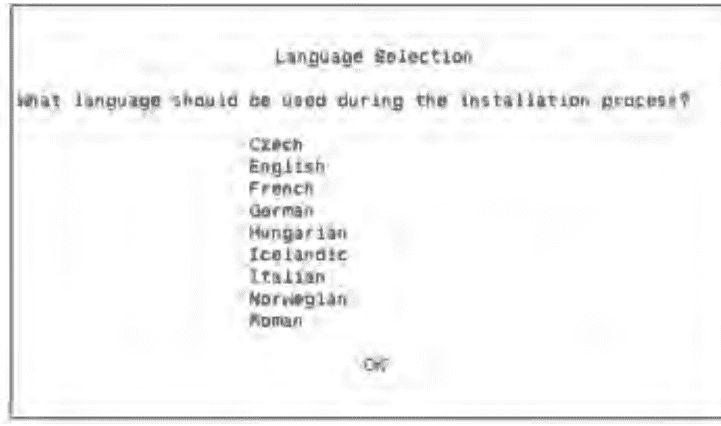 Language Selection
What language should be used during the installation process?
Czech
English
French
German
Hungarian
Icelandic
Italian
Norwegian
Roman
OK